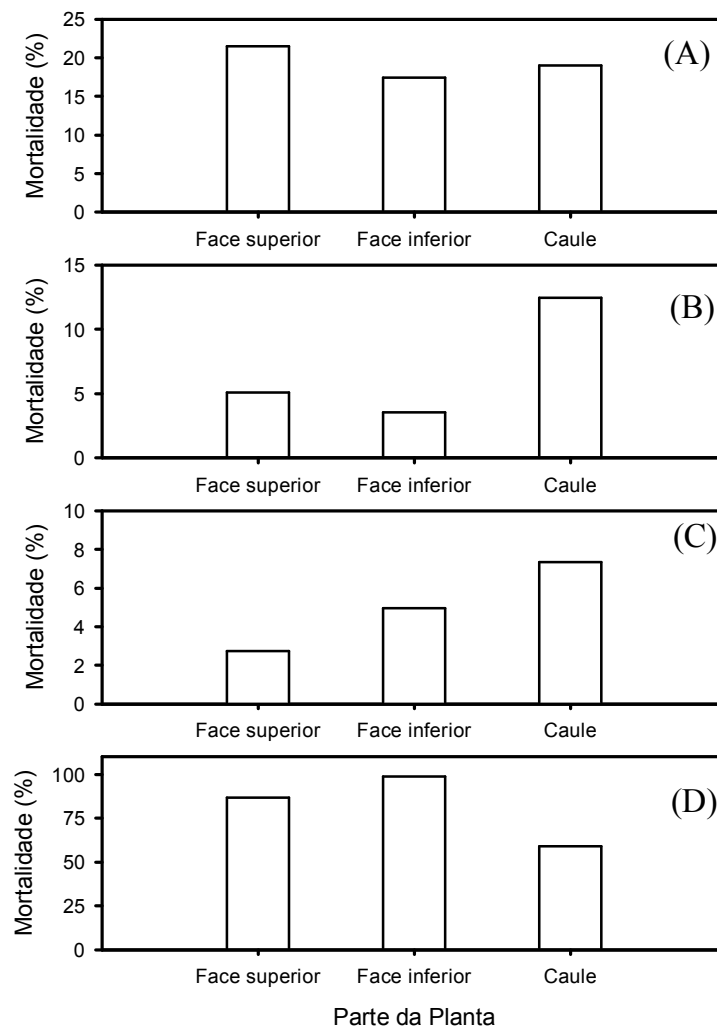 Mortalidade (%)
25
20
15
10
5
0
(A)
Face superior Face inferior Caule
Mortalidade (%)
15
10
5
0
(B)
Face superior Face inferior Caule
Mortalidade (%)
10
8
6
4
2
0
(C)
Face superior Face inferior Caule
Mortalidade (%)
100
75
50
25
0
(D)
Face superior Face inferior Caule
Parte da Planta